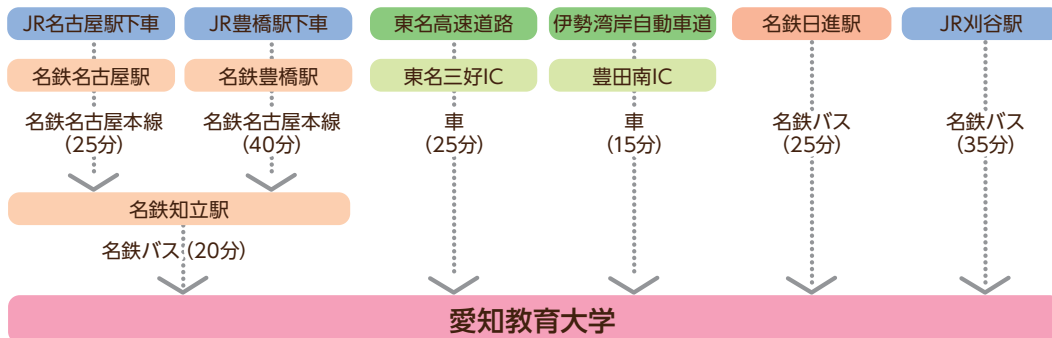 JR名古屋駅下車
JR豊橋駅下車
東名高速道路
伊勢湾岸自動車道
名鉄日進駅
JR刈谷駅
名鉄名古屋駅
名鉄豊橋駅
東名三好IC
豊田南IC
名鉄名古屋本線
(25分)
名鉄名古屋本線
(40分)
車
(25分)
車
(15分)
名鉄バス
(25分)
名鉄バス
(35分)
名鉄知立駅
名鉄バス(20分)
愛知教育大学